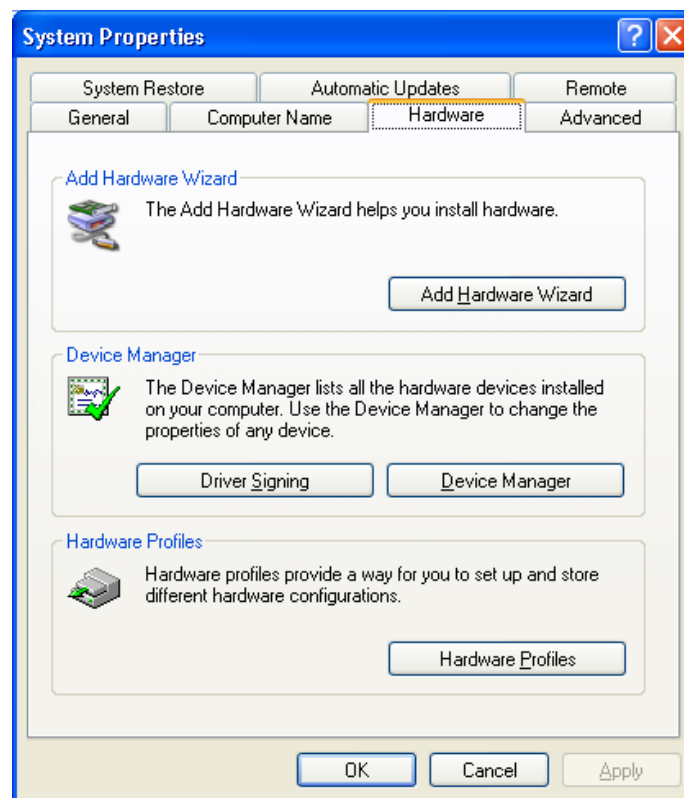 System Properties
System Restore Automatic Updates Remote
General Computer Name Hardware Advanced
Add Hardware Wizard
The Add Hardware Wizard helps you install hardware.
Add Hardware Wizard
Device Manager
The Device Manager lists all the hardware devices installed
on your computer. Use the Device Manager to change the
properties of any device.
Driver Signing Device Manager
Hardware Profiles
Hardware profiles provide a way for you to set up and store
different hardware configurations.
Hardware Profiles
OK Cancel Apply